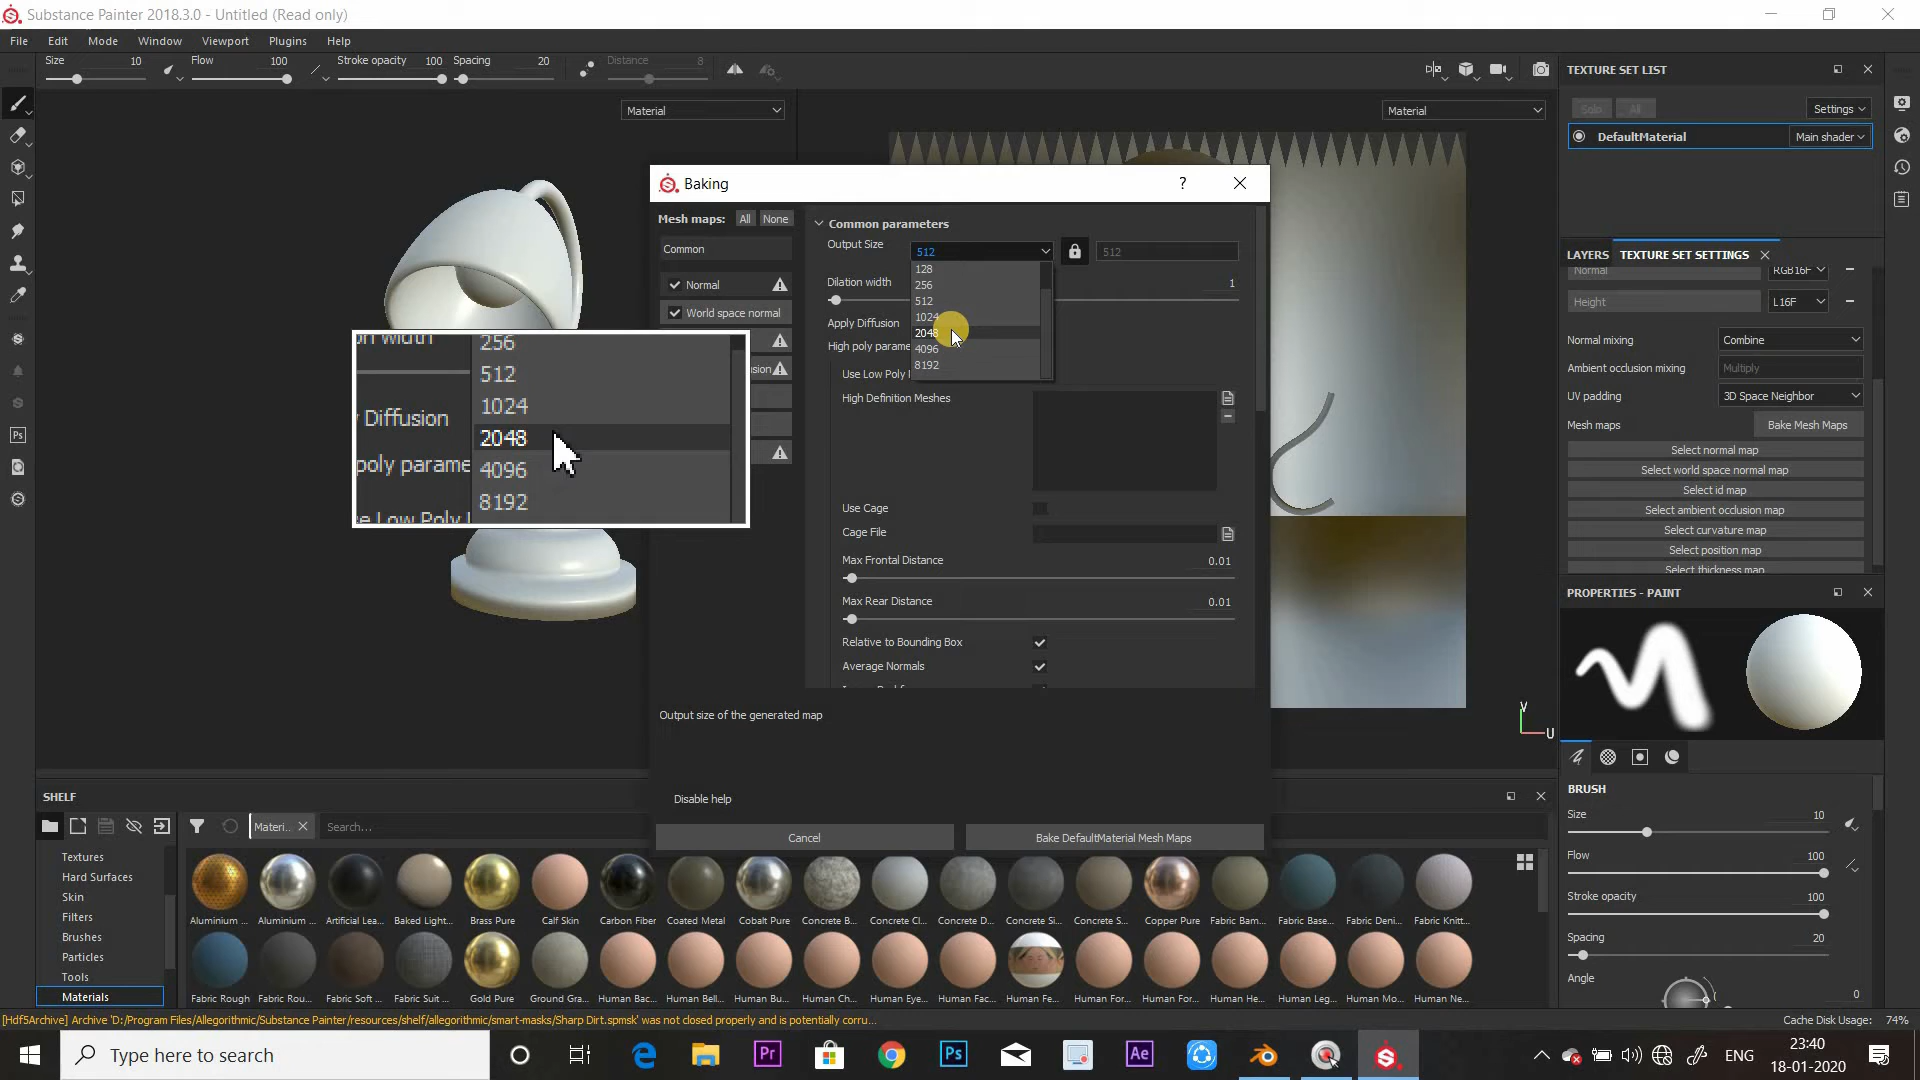 Substance Painter 2018.3.0 - Untitled (Read only)
File Edit Mode Window Viewport Plugins Help
Size 10 Flow 100 Stroke opacity 100 Spacing 20 Distance 8
Material
Material
TEXTURE SET LIST
Solo All Settings
DefaultMaterial Main shader
Baking ?
Mesh maps: All None
Common
Normal
World space normal
Common parameters
Output Size 512 512
128
256
512
1024
2048
4096
8192
Dilation width 1
Apply Diffusion
High poly parame
Use Low Poly
High Definition Meshes
Use Cage
Cage File
Max Frontal Distance 0.01
Max Rear Distance 0.01
Relative to Bounding Box
Average Normals
256
512
1024
2048
4096
8192
y Diffusion
poly parame
e Low Poly
Output size of the generated map
Disable help
Cancel Bake DefaultMaterial Mesh Maps
LAYERS TEXTURE SET SETTINGS
Normal RGB16F
Height L16F
Normal mixing Combine
Ambient occlusion mixing Multiply
UV padding 3D Space Neighbor
Mesh maps Bake Mesh Maps
Select normal map
Select world space normal map
Select id map
Select ambient occlusion map
Select curvature map
Select position map
Select thickness map
PROPERTIES - PAINT
V
U
BRUSH
Size 10
Flow 100
Stroke opacity 100
Spacing 20
Angle 0
SHELF
Materi... Search...
Textures
Hard Surfaces
Skin
Filters
Brushes
Particles
Tools
Materials
Aluminium ... Aluminium ... Artificial Lea... Baked Light... Brass Pure Calf Skin Carbon Fiber Coated Metal Cobalt Pure Concrete B... Concrete Cl... Concrete D... Concrete Si... Concrete S... Copper Pure Fabric Bam... Fabric Base... Fabric Deni... Fabric Knitt...
Fabric Rough Fabric Rou... Fabric Soft ... Fabric Suit ... Gold Pure Ground Gra... Human Bac... Human Bell... Human Bu... Human Ch... Human Eye... Human Fac... Human Fe... Human For... Human For... Human He... Human Leg... Human Mo... Human Ne...
[Hdf5Archive] Archive 'D:/Program Files/Allegorithmic/Substance Painter/resources/shelf/allegorithmic/smart-masks/Sharp Dirt.spmsk' was not closed properly and is potentially corru...
Cache Disk Usage: 74%
Type here to search
Pr Ps Ae
ENG
23:40
18-01-2020